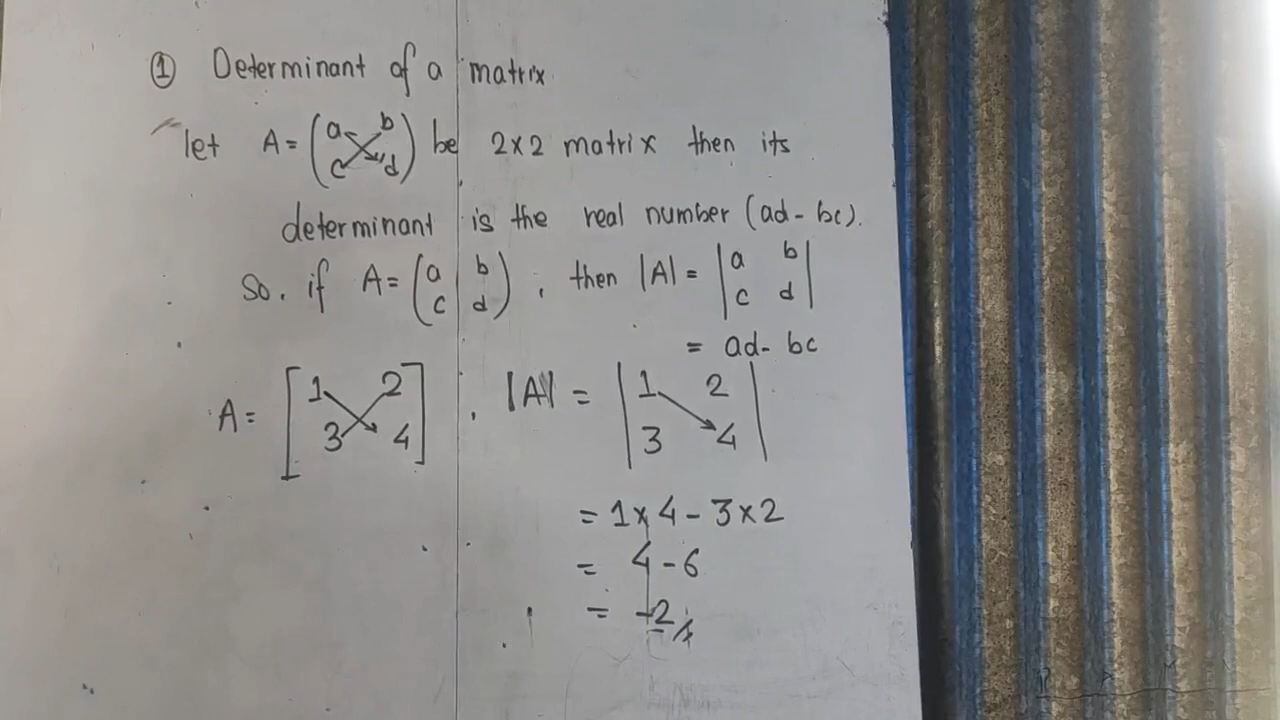 ① Determinant of a matrix
let A = (a b c d) be 2×2 matrix then its
determinant is the real number (ad - bc).
So, if A = (a b c d), then |A| = |a b c d|
= ad - bc
A = [1 2 3 4], |A| = |1 2 3 4|
= 1×4 - 3×2
= 4 - 6
= -2